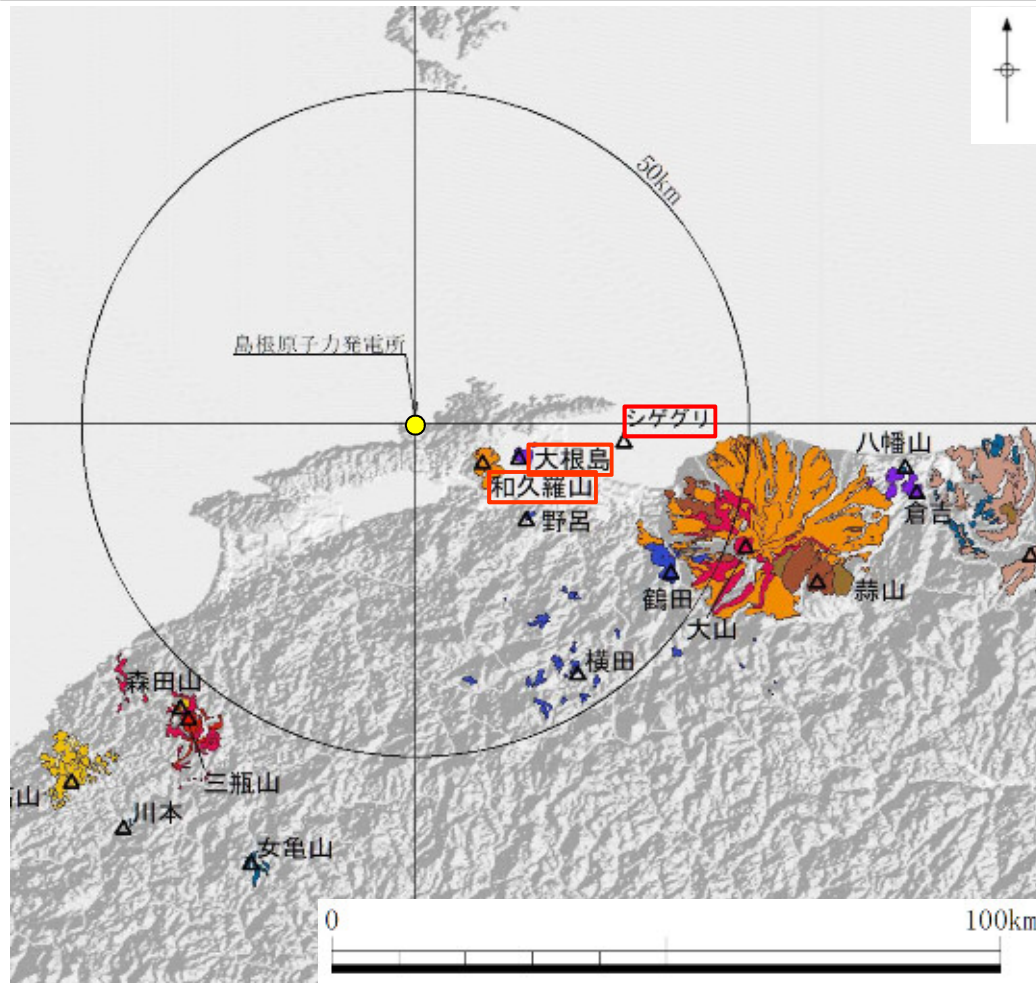 50km
島根原子力発電所
シゲグリ
八幡山
大根島
和久羅山
倉吉
野呂
鶴田
蒜山
大山
横田
森田山
三瓶山
山
川本
女亀山
0
100km